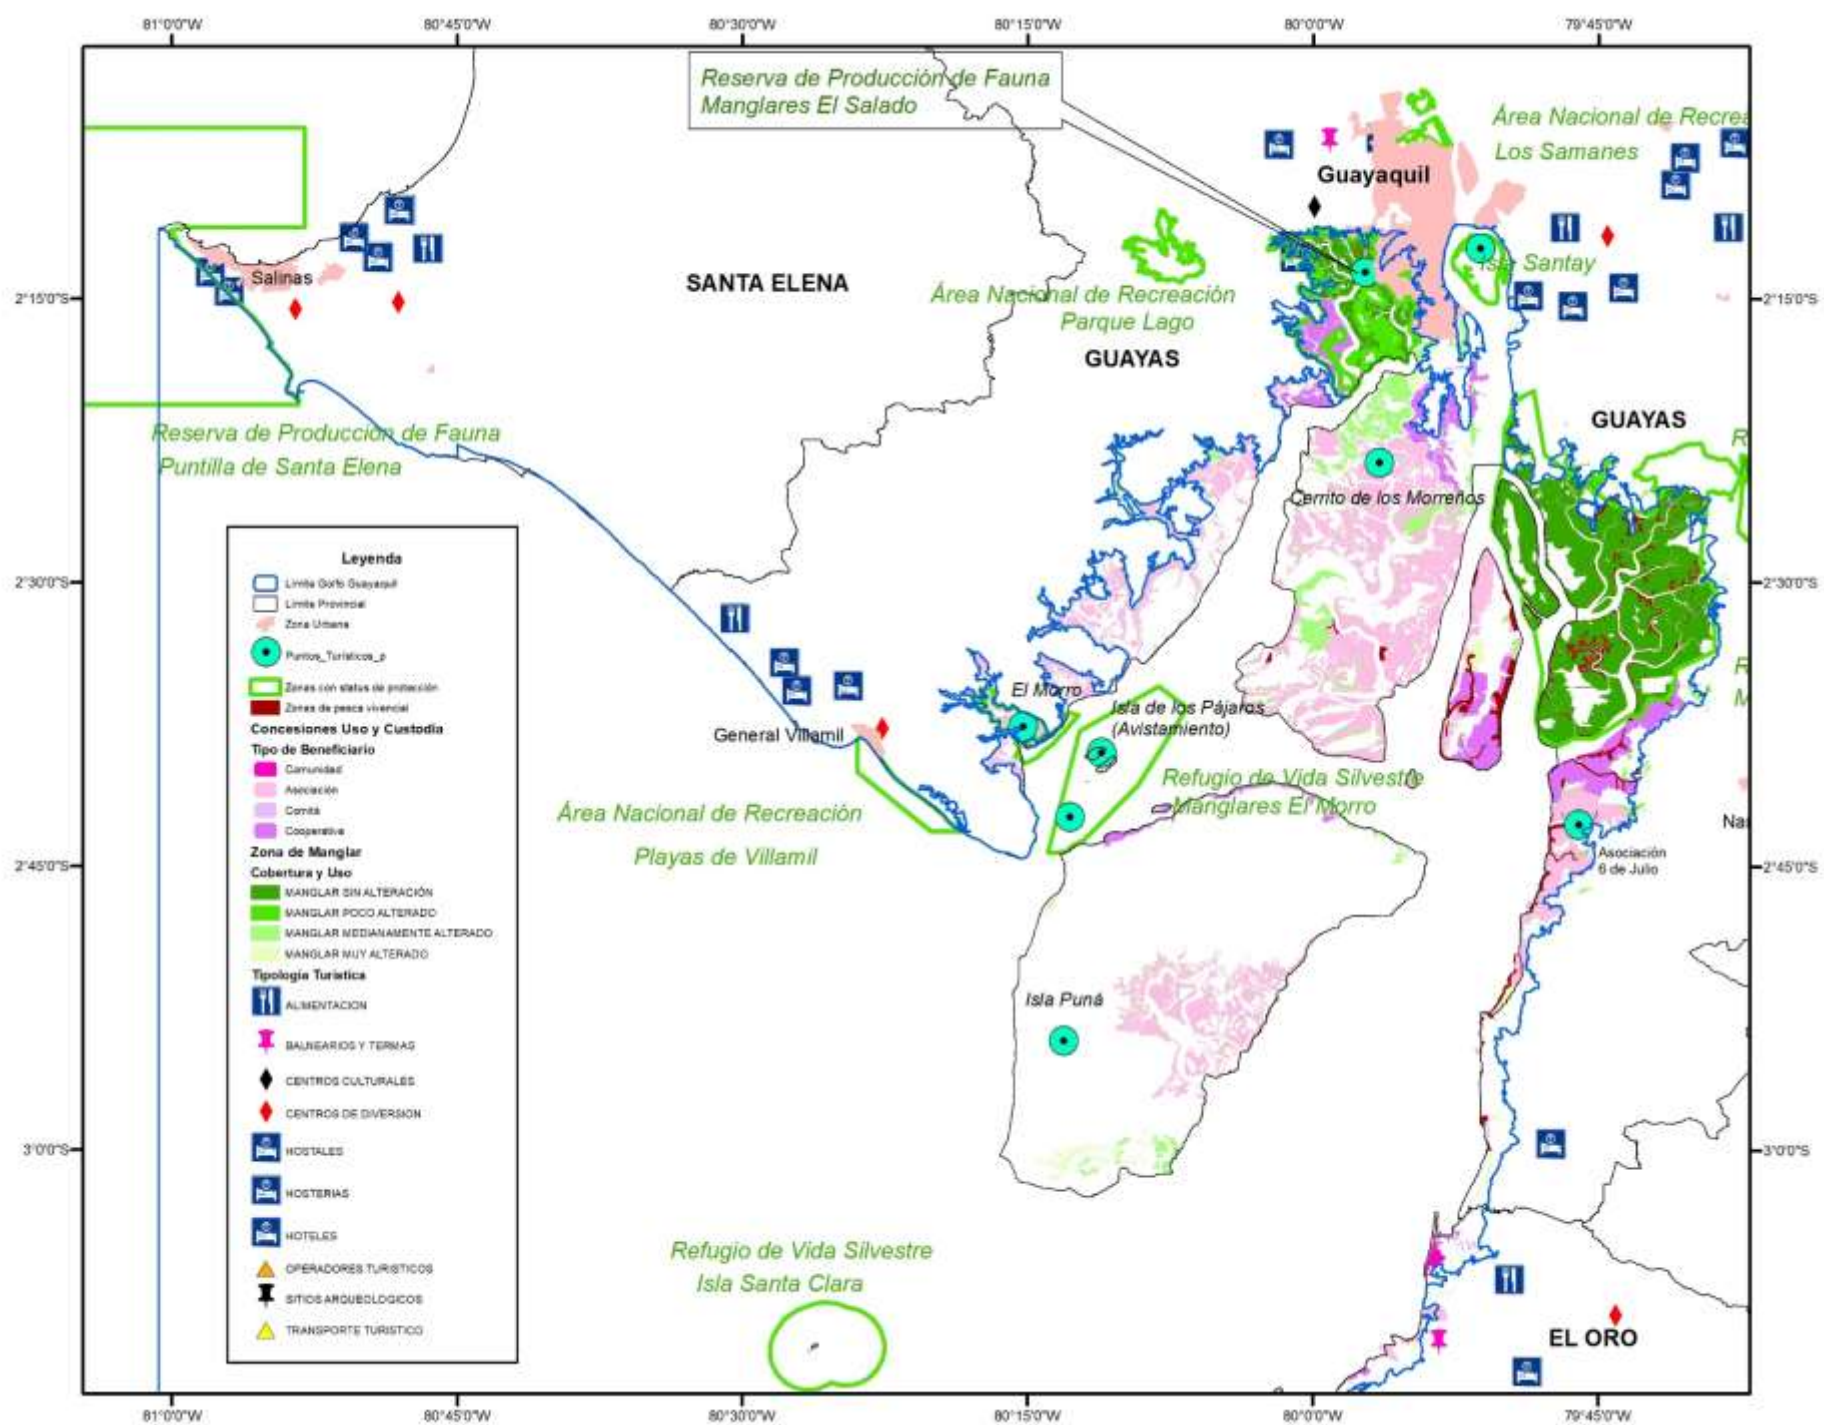 81°0'0"W 80°45'0"W 80°30'0"W 80°15'0"W 80°0'0"W 79°45'0"W
Reserva de Producción de Fauna
Manglares El Salado
Área Nacional de Recrea
Los Samanes
Guayaquil
Isla Santay
Salinas
SANTA ELENA
2°15'0"S
2°15'0"S
Área Nacional de Recreación
Parque Lago
GUAYAS
GUAYAS
Reserva de Producción de Fauna
Puntilla de Santa Elena
R
Cerrito de los Morreños
Leyenda
Límite Golfo Guayaquil
Límite Provincial
Zona Urbana
Puntos_Turísticos_p
Zonas con status de protección
Zonas de pesca vivencial
Concesiones Uso y Custodia
Tipo de Beneficiario
Comunidad
Asociación
Comité
Cooperativa
Zona de Manglar
Cobertura y Uso
MANGLAR SIN ALTERACIÓN
MANGLAR POCO ALTERADO
MANGLAR MEDIANAMENTE ALTERADO
MANGLAR MUY ALTERADO
Tipología Turística
ALIMENTACION
BALNEARIOS Y TERMAS
CENTROS CULTURALES
CENTROS DE DIVERSION
HOSTALES
HOSTERIAS
HOTELES
OPERADORES TURISTICOS
SITIOS ARQUEOLOGICOS
TRANSPORTE TURISTICO
2°30'0"S
2°30'0"S
R
M
El Morro
Isla de los Pájaros
(Avistamiento)
General Villamil
Refugio de Vida Silvestre
Manglares El Morro
Área Nacional de Recreación
Playas de Villamil
Na
Asociación
6 de Julio
2°45'0"S
2°45'0"S
Isla Puná
3°0'0"S
3°0'0"S
Refugio de Vida Silvestre
Isla Santa Clara
EL ORO
81°0'0"W 80°45'0"W 80°30'0"W 80°15'0"W 80°0'0"W 79°45'0"W